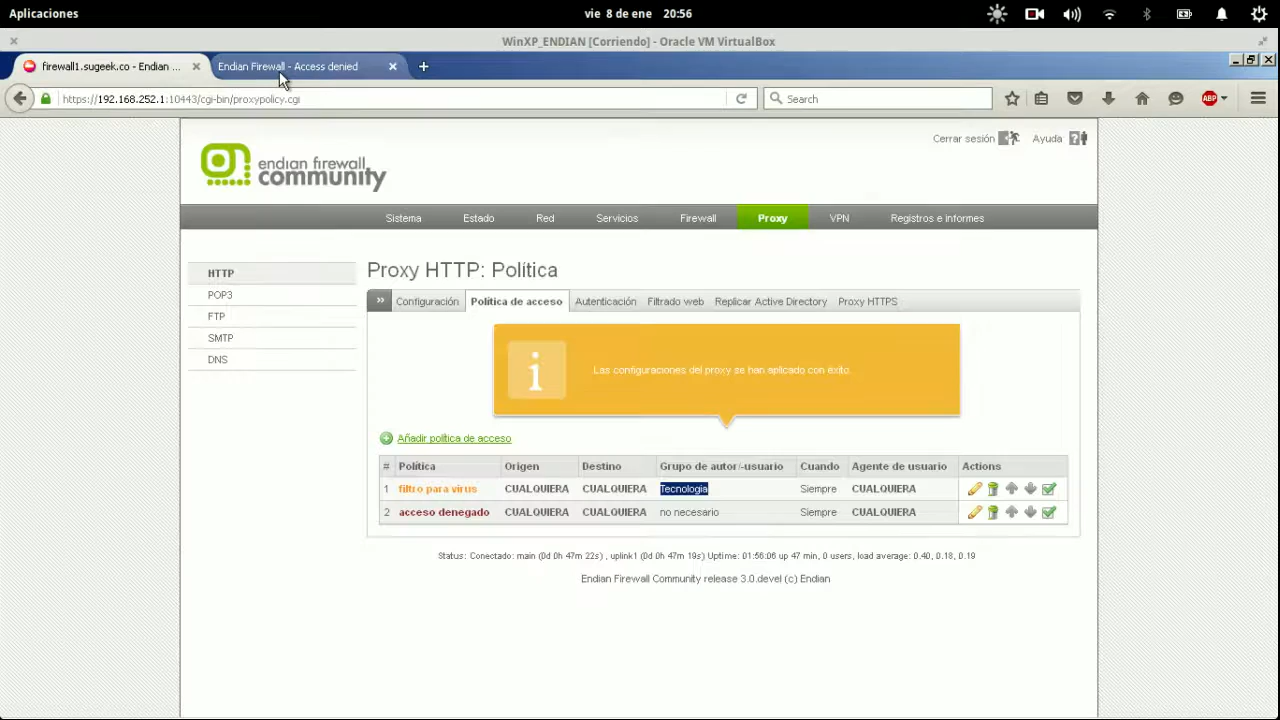 Aplicaciones
vie 8 de ene 20:56
WinXP_ENDIAN [Corriendo] - Oracle VM VirtualBox
firewall1.sugeek.co - Endian ...
Endian Firewall - Access denied
https://192.168.252.1:10443/cgi-bin/proxypolicy.cgi
Search
ABP
Cerrar sesión
Ayuda
endian firewall
community
Sistema Estado Red Servicios Firewall Proxy VPN Registros e informes
HTTP
POP3
FTP
SMTP
DNS
Proxy HTTP: Política
» Configuración Política de acceso Autenticación Filtrado web Replicar Active Directory Proxy HTTPS
i
Las configuraciones del proxy se han aplicado con éxito.
Añadir política de acceso
# Política Origen Destino Grupo de autor/-usuario Cuando Agente de usuario Actions
1 filtro para virus CUALQUIERA CUALQUIERA Tecnologia Siempre CUALQUIERA
2 acceso denegado CUALQUIERA CUALQUIERA no necesario Siempre CUALQUIERA
Status: Conectado: main (0d 0h 47m 22s) , uplink1 (0d 0h 47m 19s) Uptime: 01:56:06 up 47 min, 0 users, load average: 0.40, 0.18, 0.19
Endian Firewall Community release 3.0.devel (c) Endian